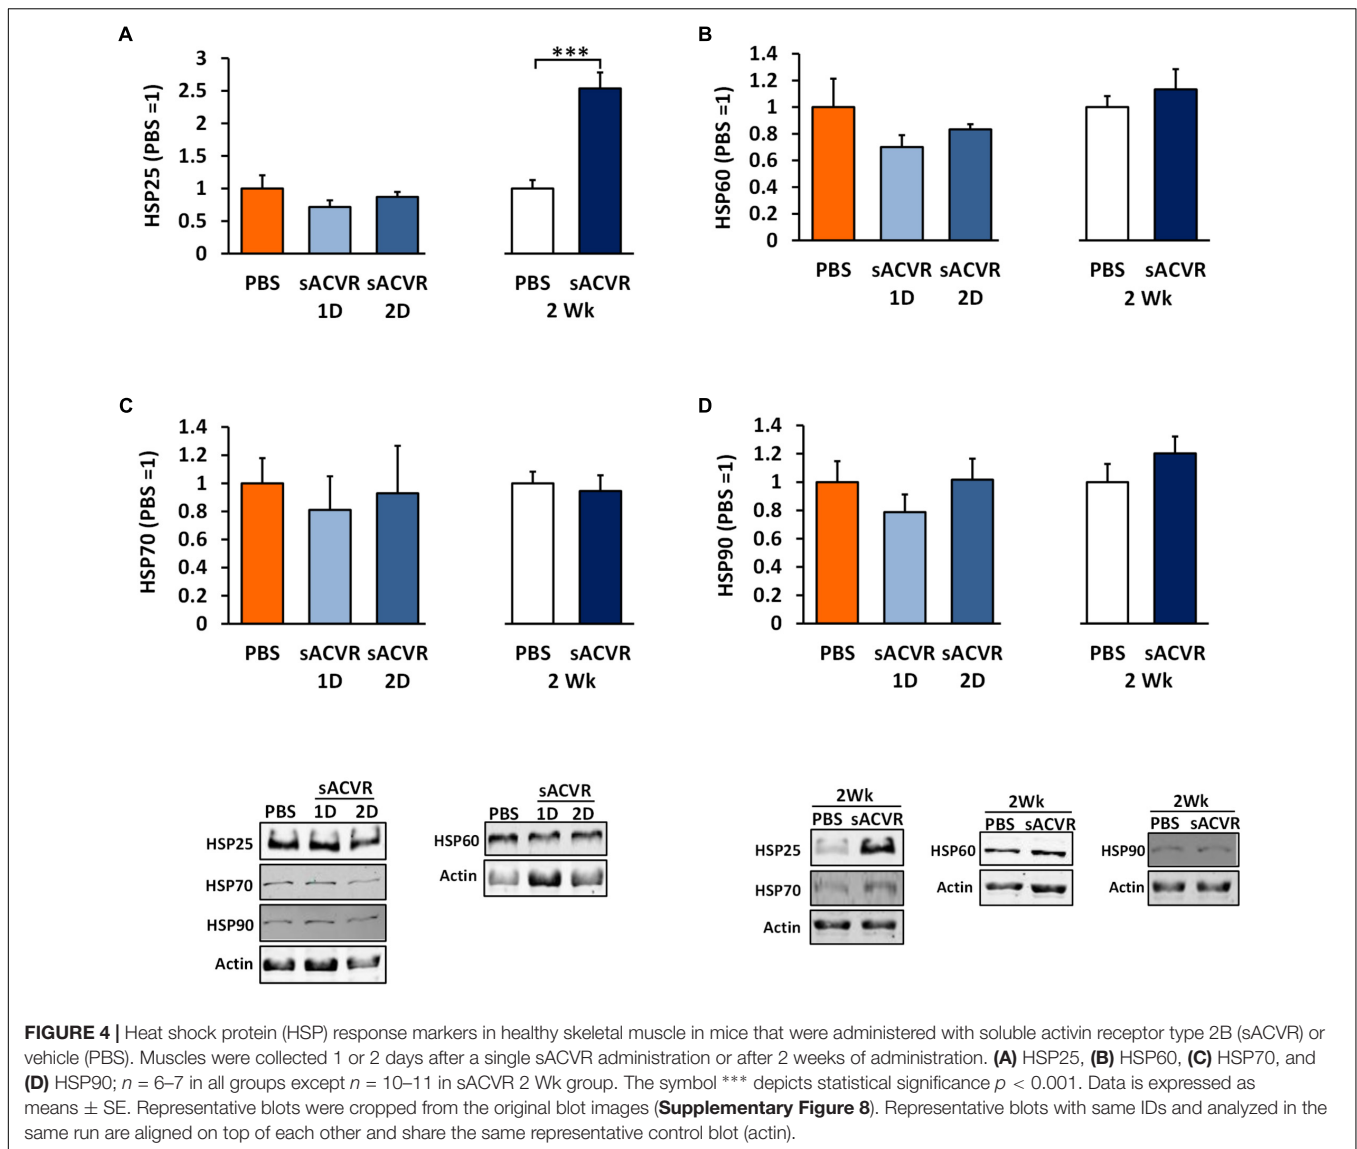 A
HSP25 (PBS =1)
3
2.5
2
1.5
1
0.5
0
***
PBS sACVR sACVR PBS sACVR
1D 2D 2 Wk
B
HSP60 (PBS =1)
1.4
1.2
1
0.8
0.6
0.4
0.2
0
PBS sACVR sACVR PBS sACVR
1D 2D 2 Wk
C
HSP70 (PBS =1)
1.4
1.2
1
0.8
0.6
0.4
0.2
0
PBS sACVR sACVR PBS sACVR
1D 2D 2 Wk
D
HSP90 (PBS =1)
1.4
1.2
1
0.8
0.6
0.4
0.2
0
PBS sACVR sACVR PBS sACVR
1D 2D 2 Wk
sACVR
PBS 1D 2D
HSP25
HSP70
HSP90
Actin
sACVR
PBS 1D 2D
HSP60
Actin
2Wk
PBS sACVR
HSP25
HSP70
Actin
2Wk
PBS sACVR
HSP60
Actin
2Wk
PBS sACVR
HSP90
Actin
FIGURE 4 | Heat shock protein (HSP) response markers in healthy skeletal muscle in mice that were administered with soluble activin receptor type 2B (sACVR) or
vehicle (PBS). Muscles were collected 1 or 2 days after a single sACVR administration or after 2 weeks of administration. (A) HSP25, (B) HSP60, (C) HSP70, and
(D) HSP90; n = 6–7 in all groups except n = 10–11 in sACVR 2 Wk group. The symbol *** depicts statistical significance p < 0.001. Data is expressed as
means ± SE. Representative blots were cropped from the original blot images (Supplementary Figure 8). Representative blots with same IDs and analyzed in the
same run are aligned on top of each other and share the same representative control blot (actin).